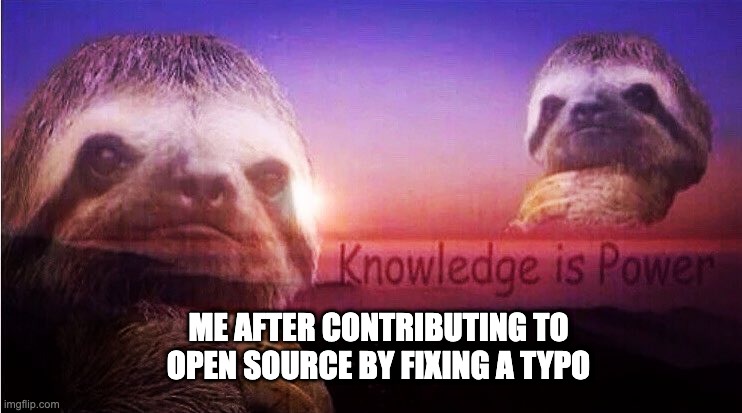 Knowledge is Power
ME AFTER CONTRIBUTING TO
OPEN SOURCE BY FIXING A TYPO
imgflip.com